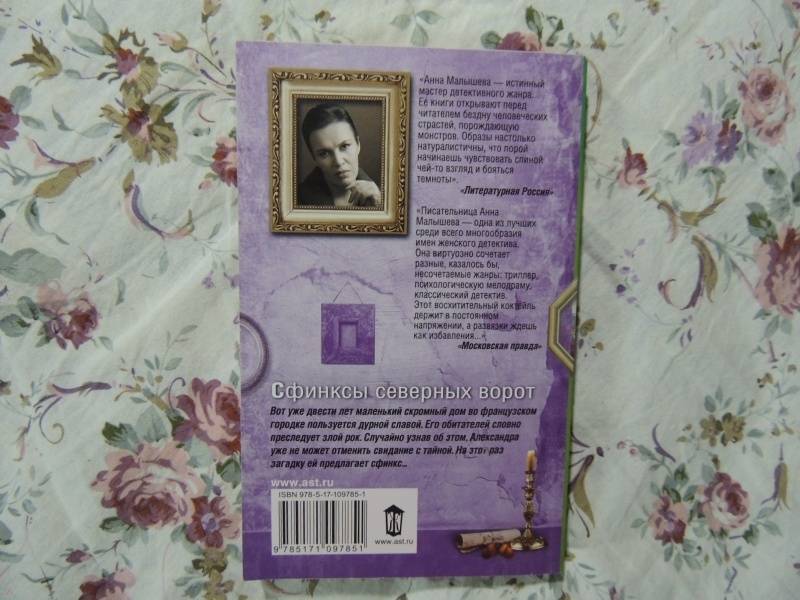 «Анна Малышева — истинный
мастер детективного жанра.
Её книги открывают перед
читателем бездну человеческих
страстей, порождающую
монстров. Образы настолько
натуралистичны, что порой
начинаешь чувствовать спиной
чей-то взгляд и бояться
темноты».
«Литературная Россия»
«Писательница Анна
Малышева — одна из лучших
среди всего многообразия
имен женского детектива.
Она виртуозно сочетает
разные, казалось бы,
несочетаемые жанры: триллер,
психологическую мелодраму,
классический детектив.
Этот восхитительный коктейль
держит в постоянном
напряжении, а развязки ждешь
как избавления...»
«Московская правда»
Сфинксы северных ворот
Вот уже двести лет маленький скромный дом во французском
городке пользуется дурной славой. Его обитателей словно
преследует злой рок. Случайно узнав об этом, Александра
уже не может отменить свидание с тайной. На этот раз
загадку ей предлагает сфинкс...
www.ast.ru
ISBN 978-5-17-109785-1
9 785171 097851
www.ast.ru